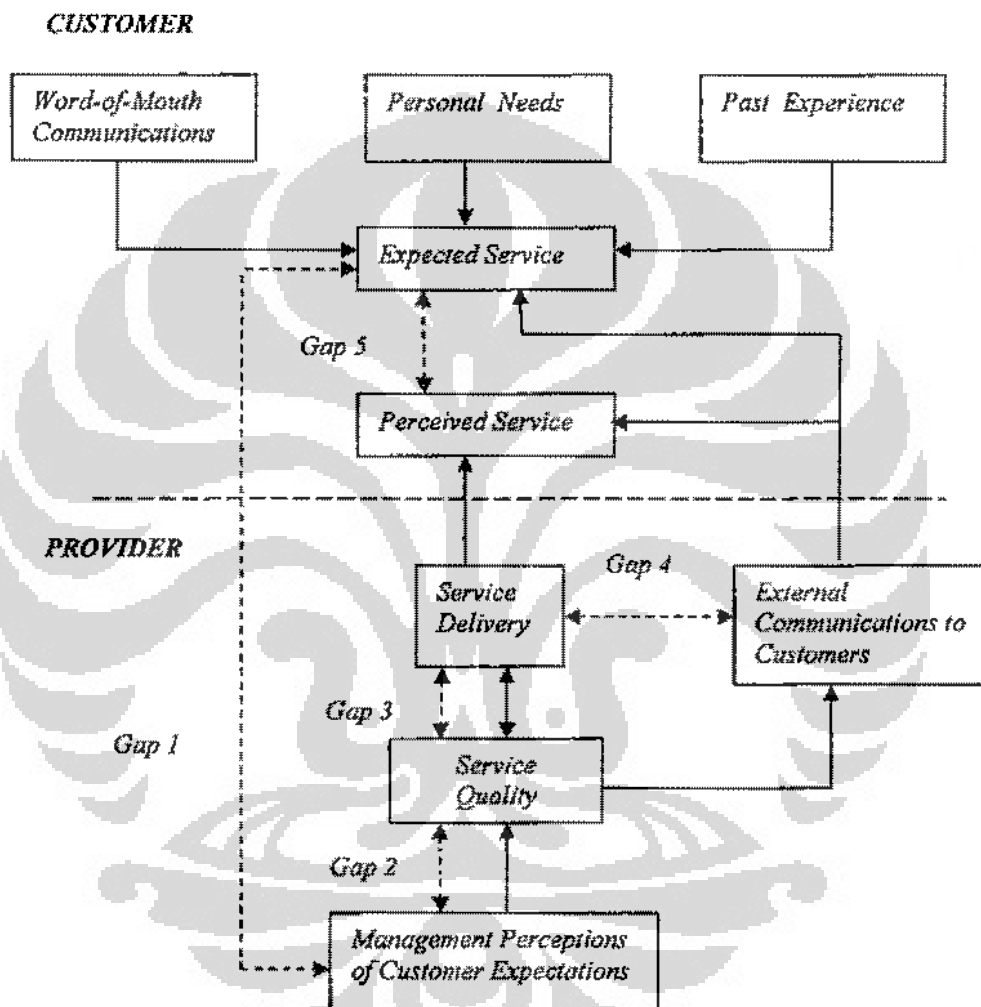 CUSTOMER
Word-of-Mouth
Communications
Personal Needs
Past Experience
Expected Service
Gap 5
Perceived Service
PROVIDER
Gap 4
Service
Delivery
External
Communications to
Customers
Gap 3
Gap 1
Service
Quality
Gap 2
Management Perceptions
of Customer Expectations